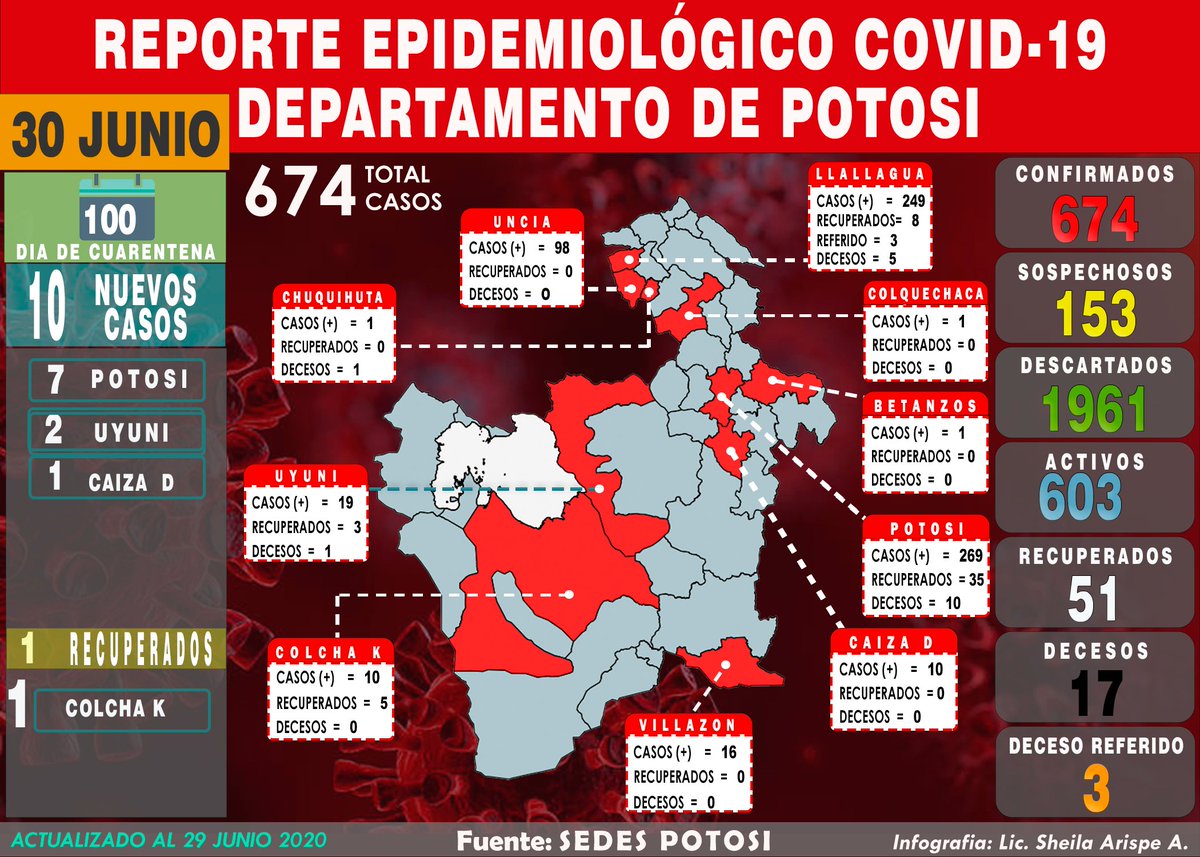 REPORTE EPIDEMIOLÓGICO COVID-19
DEPARTAMENTO DE POTOSI
30 JUNIO
100
DIA DE CUARENTENA
10 NUEVOS
CASOS
7 POTOSI
2 UYUNI
1 CAIZA D
1 RECUPERADOS
1 COLCHA K
674 TOTAL
CASOS
UNCIA
CASOS (+) = 98
RECUPERADOS = 0
DECESOS = 0
LLALLAGUA
CASOS (+) = 249
RECUPERADOS= 8
REFERIDO = 3
DECESOS = 5
CHUQUIHUTA
CASOS (+) = 1
RECUPERADOS = 0
DECESOS = 1
COLQUECHACA
CASOS (+) = 1
RECUPERADOS =0
DECESOS = 0
BETANZOS
CASOS (+) = 1
RECUPERADOS =0
DECESOS = 0
UYUNI
CASOS (+) = 19
RECUPERADOS = 3
DECESOS = 1
POTOSI
CASOS (+) = 269
RECUPERADOS =35
DECESOS = 10
COLCHA K
CASOS (+) = 10
RECUPERADOS = 5
DECESOS = 0
CAIZA D
CASOS (+) = 10
RECUPERADOS =0
DECESOS = 0
VILLAZON
CASOS (+) = 16
RECUPERADOS = 0
DECESOS = 0
CONFIRMADOS
674
SOSPECHOSOS
153
DESCARTADOS
1961
ACTIVOS
603
RECUPERADOS
51
DECESOS
17
DECESO REFERIDO
3
ACTUALIZADO AL 29 JUNIO 2020
Fuente: SEDES POTOSI
Infografia: Lic. Sheila Arispe A.